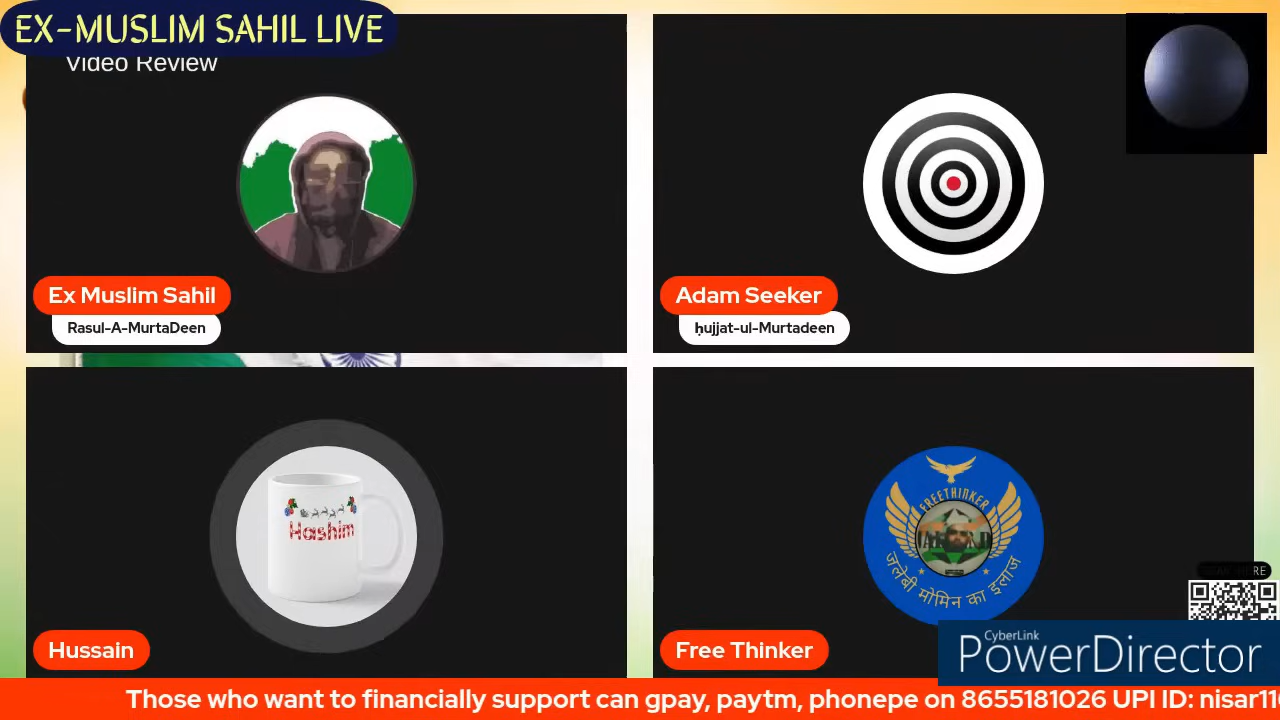 EX-MUSLIM SAHIL LIVE
Video Review
Ex Muslim Sahil
Rasul-A-MurtaDeen
Adam Seeker
ḥujjat-ul-Murtadeen
Hashim
Hussain
FREETHINKER
जलेबी मोमिन का इलाज
Free Thinker
CyberLink
PowerDirector
Those who want to financially support can gpay, paytm, phonepe on 8655181026 UPI ID: nisar11